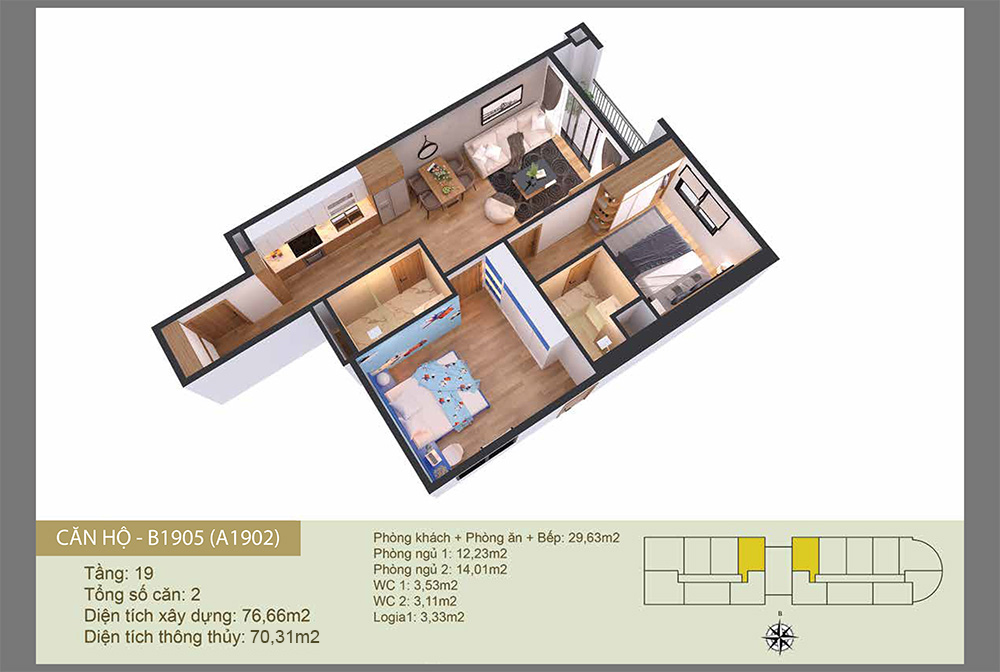 CĂN HỘ - B1905 (A1902)
Tầng: 19
Tổng số căn: 2
Diện tích xây dựng: 76,66m2
Diện tích thông thủy: 70,31m2
Phòng khách + Phòng ăn + Bếp: 29,63m2
Phòng ngủ 1: 12,23m2
Phòng ngủ 2: 14,01m2
WC 1: 3,53m2
WC 2: 3,11m2
Logia1: 3,33m2
B